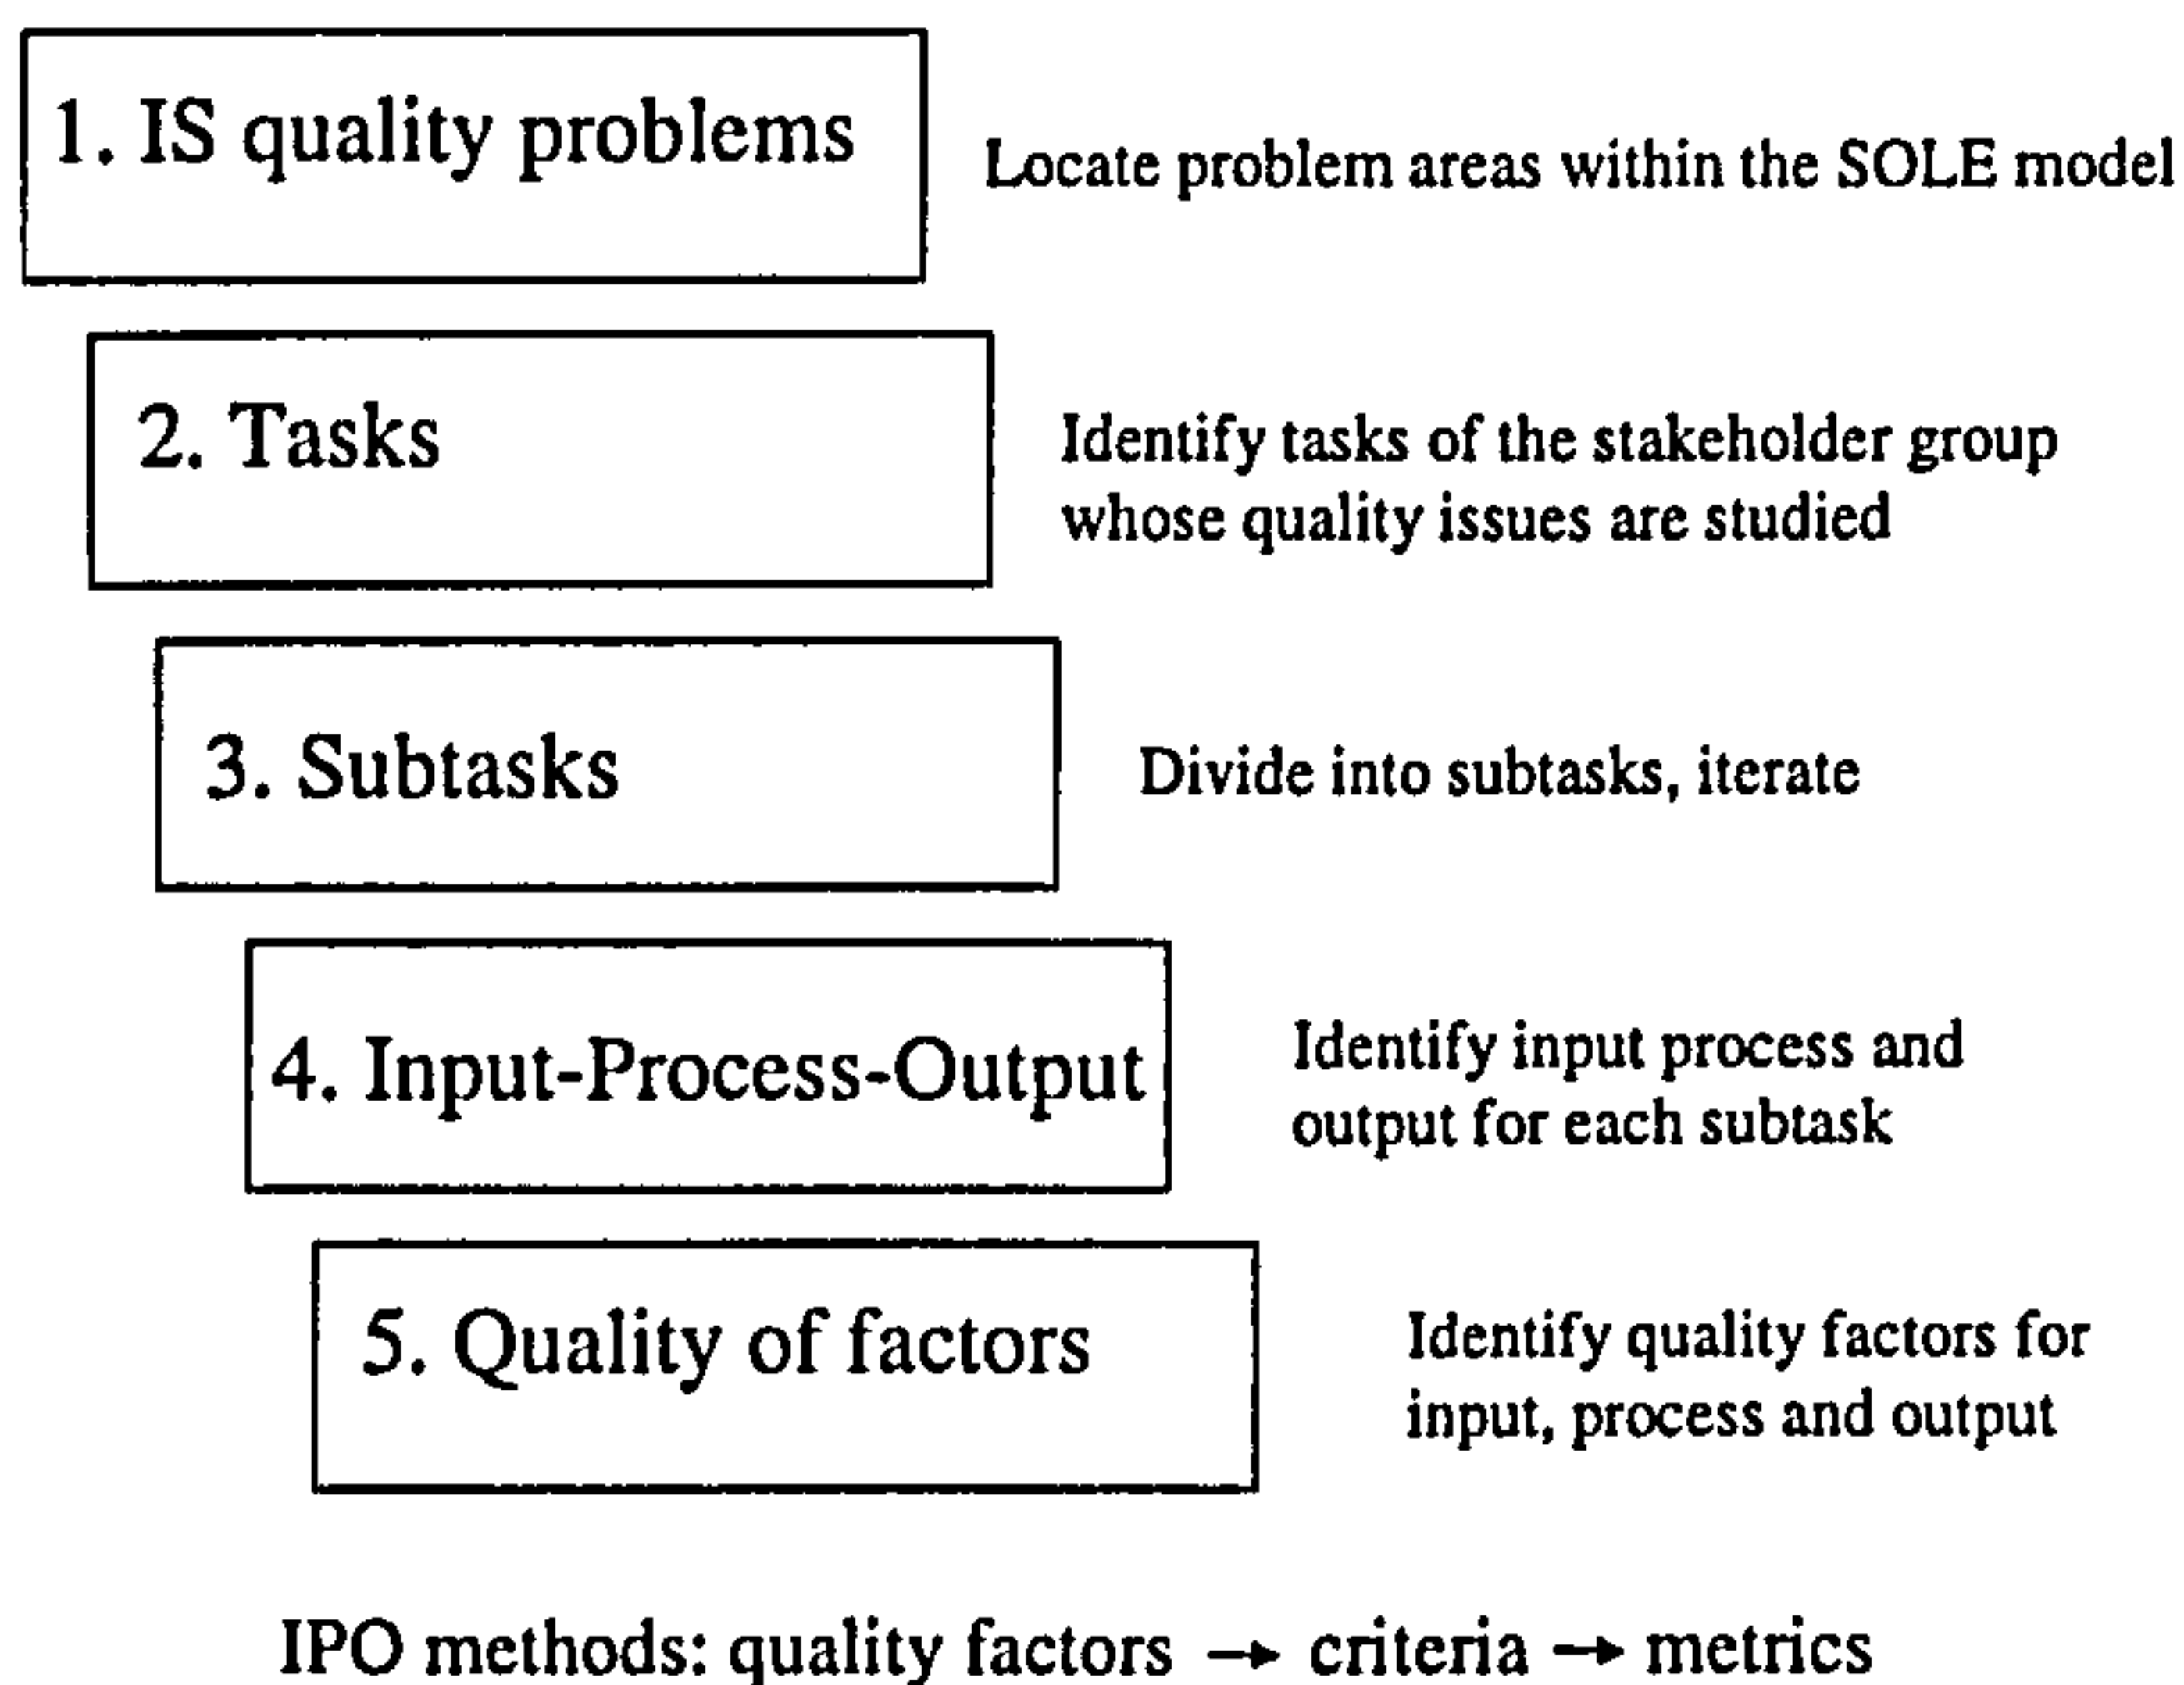 1. IS quality problems
Locate problem areas within the SOLE model
2. Tasks
Identify tasks of the stakeholder group
whose quality issues are studied
3. Subtasks
Divide into subtasks, iterate
4. Input-Process-Output
Identify input process and
output for each subtask
5. Quality of factors
Identify quality factors for
input, process and output
IPO methods: quality factors → criteria → metrics